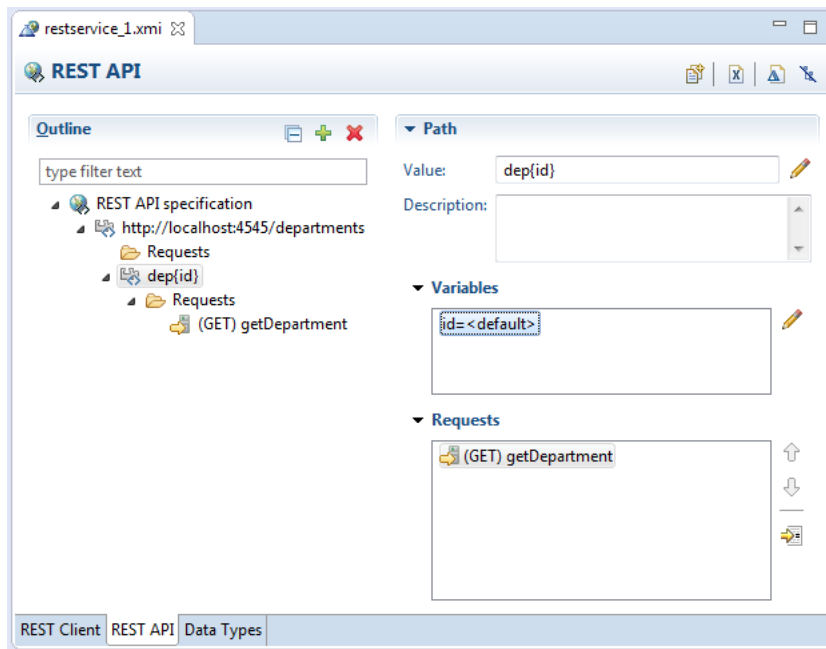 restservice_1.xmi
REST API
Outline
type filter text
REST API specification
http://localhost:4545/departments
Requests
dep{id}
Requests
(GET) getDepartment
Path
Value: dep{id}
Description:
Variables
id=<default>
Requests
(GET) getDepartment
REST Client REST API Data Types